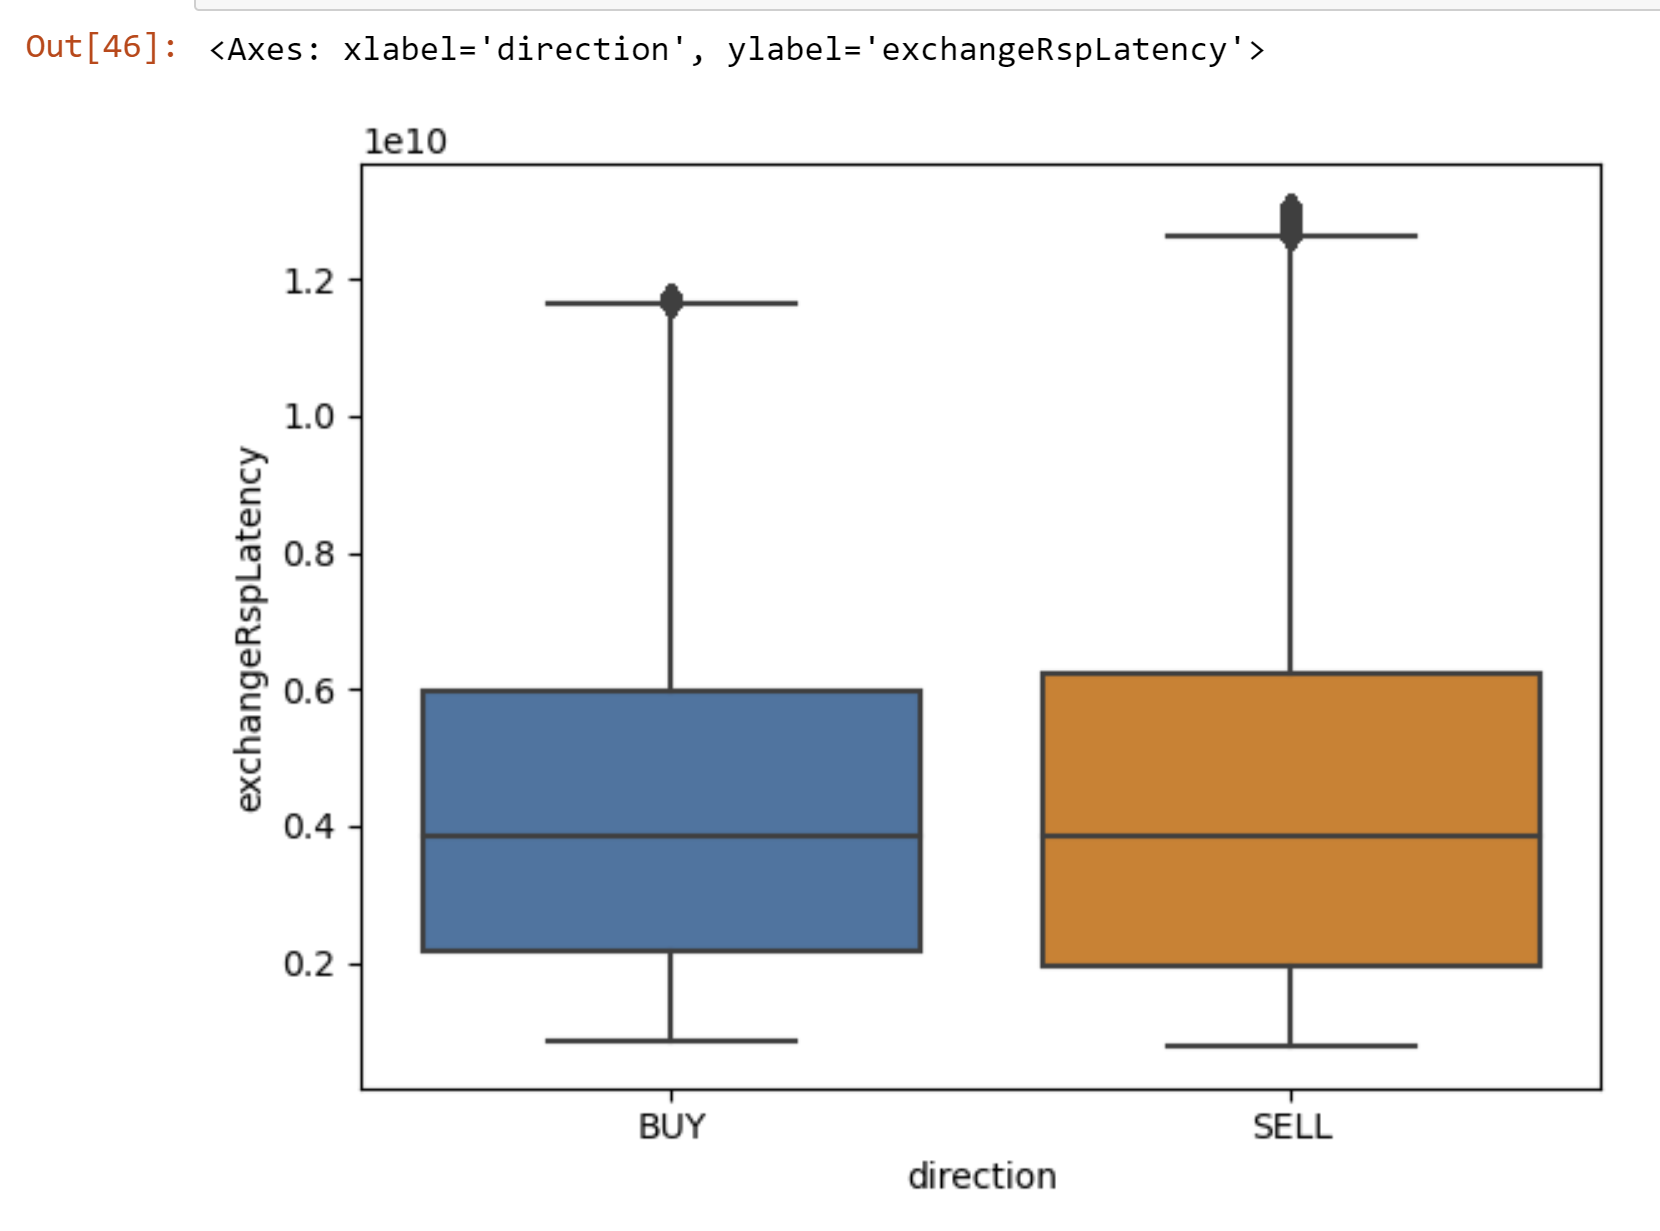 Out[46]: <Axes: xlabel='direction', ylabel='exchangeRspLatency'>
1e10
1.2
1.0
0.8
0.6
0.4
0.2
exchangeRspLatency
BUY SELL
direction